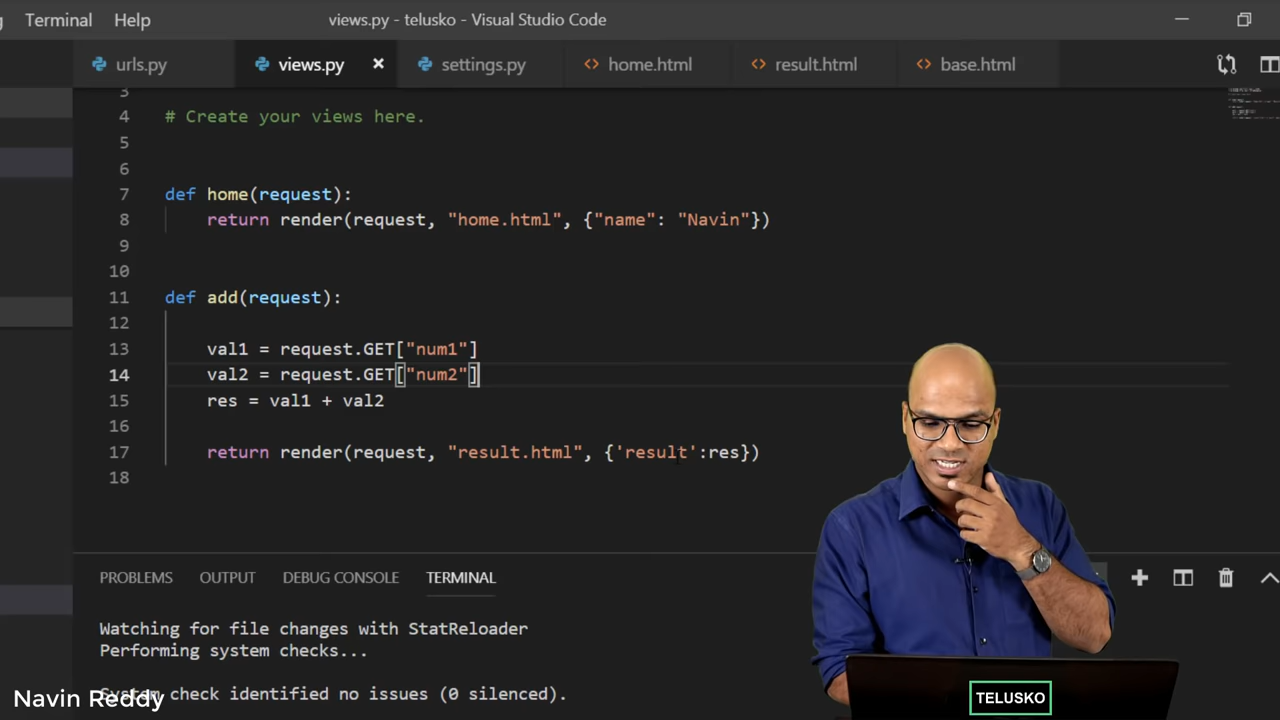 Terminal Help views.py - telusko - Visual Studio Code
urls.py views.py settings.py home.html result.html base.html
3
4 # Create your views here.
5
6
7 def home(request):
8 return render(request, "home.html", {"name": "Navin"})
9
10
11 def add(request):
12
13 val1 = request.GET["num1"]
14 val2 = request.GET["num2"]
15 res = val1 + val2
16
17 return render(request, "result.html", {'result':res})
18
PROBLEMS OUTPUT DEBUG CONSOLE TERMINAL
Watching for file changes with StatReloader
Performing system checks...
System check identified no issues (0 silenced).
Navin Reddy
TELUSKO